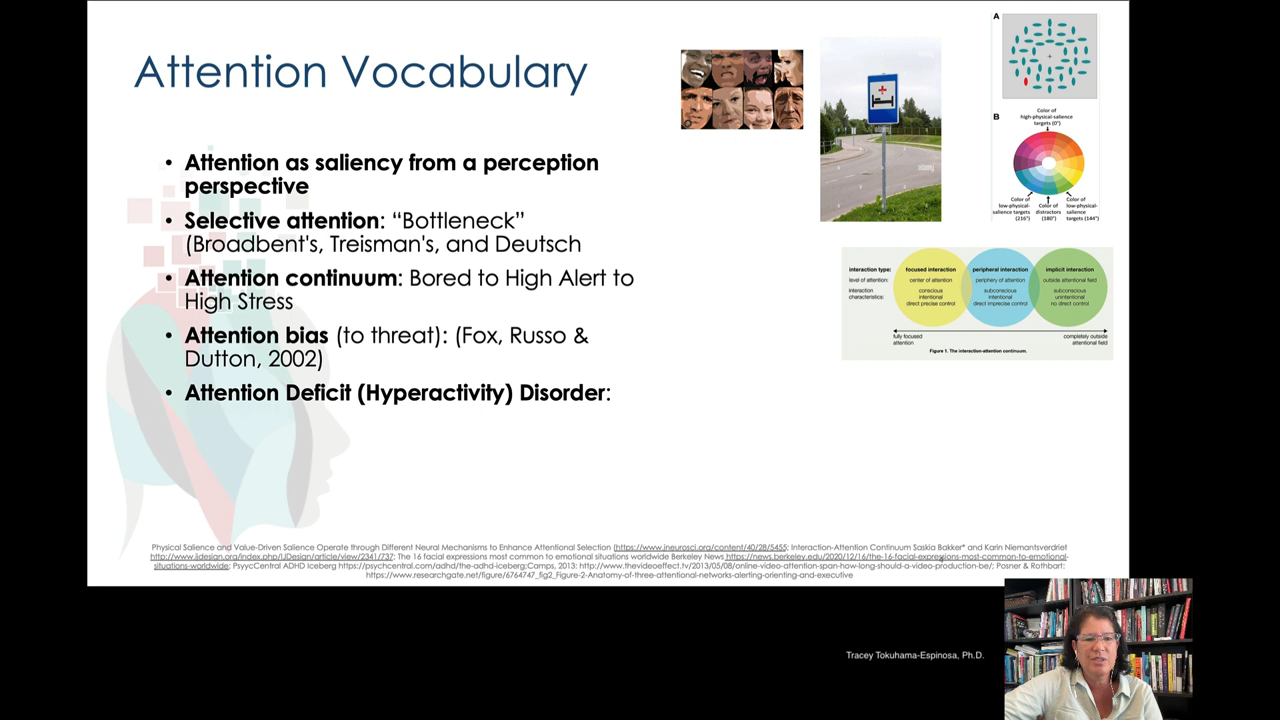 Attention Vocabulary
• Attention as saliency from a perception
perspective
• Selective attention: “Bottleneck”
(Broadbent's, Treisman's, and Deutsch
• Attention continuum: Bored to High Alert to
High Stress
• Attention bias (to threat): (Fox, Russo &
Dutton, 2002)
• Attention Deficit (Hyperactivity) Disorder:
A
B
Color of
high-physical-salience
targets (0°)
Color of
low-physical-
salience targets
(216°)
Color of
distractors
(180°)
Color of
low-physical-
salience
targets (144°)
interaction type:
level of attention:
interaction
characteristics:
focused interaction
center of attention
conscious
intentional
direct precise control
peripheral interaction
periphery of attention
subconscious
intentional
direct imprecise control
implicit interaction
outside attentional field
subconscious
unintentional
no direct control
fully focused
attention
completely outside
attentional field
Figure 1. The interaction-attention continuum.
Physical Salience and Value-Driven Salience Operate through Different Neural Mechanisms to Enhance Attentional Selection (https://www.jneurosci.org/content/40/28/5455; Interaction-Attention Continuum Saskia Bakker* and Karin Niemantsverdriet
http://www.ijdesign.org/index.php/IJDesign/article/view/2341/737; The 16 facial expressions most common to emotional situations worldwide Berkeley News https://news.berkeley.edu/2020/12/16/the-16-facial-expressions-most-common-to-emotional-
situations-worldwide; PsyycCentral ADHD Iceberg https://psychcentral.com/adhd/the-adhd-iceberg;Camps, 2013: http://www.thevideoeffect.tv/2013/05/08/online-video-attention-span-how-long-should-a-video-production-be/; Posner & Rothbart:
https://www.researchgate.net/figure/6764747_fig2_Figure-2-Anatomy-of-three-attentional-networks-alerting-orienting-and-executive
Tracey Tokuhama-Espinosa, Ph.D.